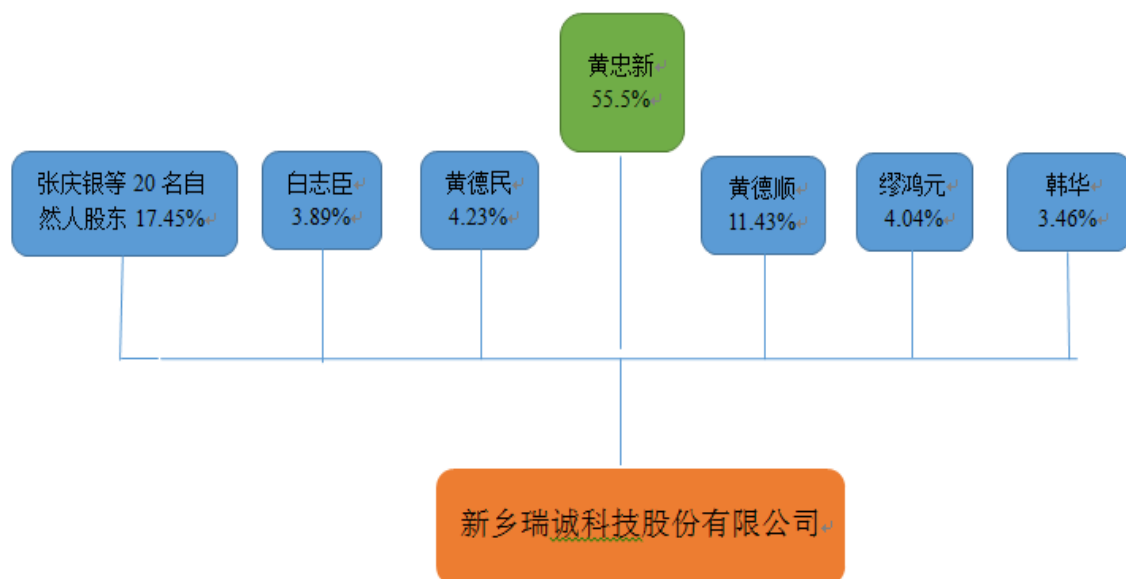 黄忠新
55.5%
张庆银等 20 名自
然人股东 17.45%
白志臣
3.89%
黄德民
4.23%
黄德顺
11.43%
缪鸿元
4.04%
韩华
3.46%
新乡瑞诚科技股份有限公司